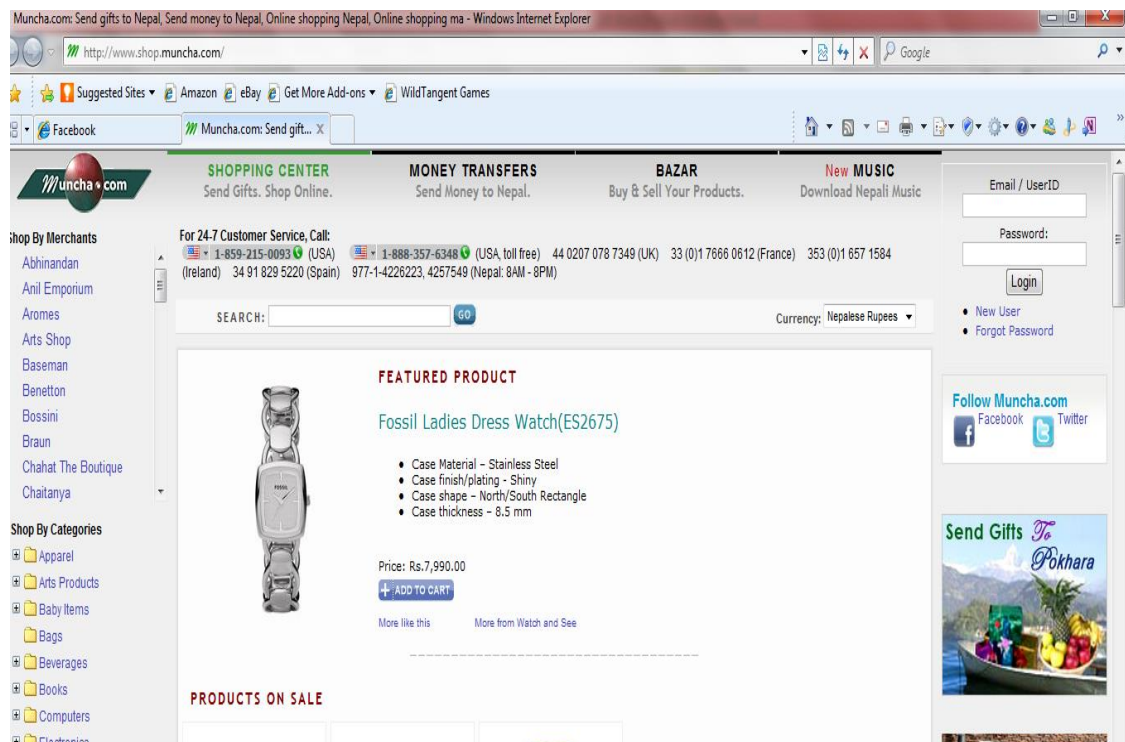 Muncha.com: Send gifts to Nepal, Send money to Nepal, Online shopping Nepal, Online shopping ma - Windows Internet Explorer
http://www.shop.muncha.com/
Google
Suggested Sites
Amazon
eBay
Get More Add-ons
WildTangent Games
Facebook
Muncha.com: Send gift... X
Muncha.com
SHOPPING CENTER
Send Gifts. Shop Online.
MONEY TRANSFERS
Send Money to Nepal.
BAZAR
Buy & Sell Your Products.
New MUSIC
Download Nepali Music
Shop By Merchants
Abhinandan
Anil Emporium
Aromes
Arts Shop
Baseman
Benetton
Bossini
Braun
Chahat The Boutique
Chaitanya
Shop By Categories
Apparel
Arts Products
Baby Items
Bags
Beverages
Books
Computers
Electronics
For 24-7 Customer Service, Call:
1-859-215-0093 (USA) 1-888-357-6348 (USA, toll free) 44 0207 078 7349 (UK) 33 (0)1 7666 0612 (France) 353 (0)1 657 1584
(Ireland) 34 91 829 5220 (Spain) 977-1-4226223, 4257549 (Nepal: 8AM - 8PM)
SEARCH:
GO
Currency: Nepalese Rupees
FEATURED PRODUCT
Fossil Ladies Dress Watch(ES2675)
Case Material – Stainless Steel
Case finish/plating - Shiny
Case shape – North/South Rectangle
Case thickness – 8.5 mm
Price: Rs.7,990.00
+ ADD TO CART
More like this
More from Watch and See
PRODUCTS ON SALE
Email / UserID
Password:
Login
New User
Forgot Password
Follow Muncha.com
Facebook
Twitter
Send Gifts To
Pokhara